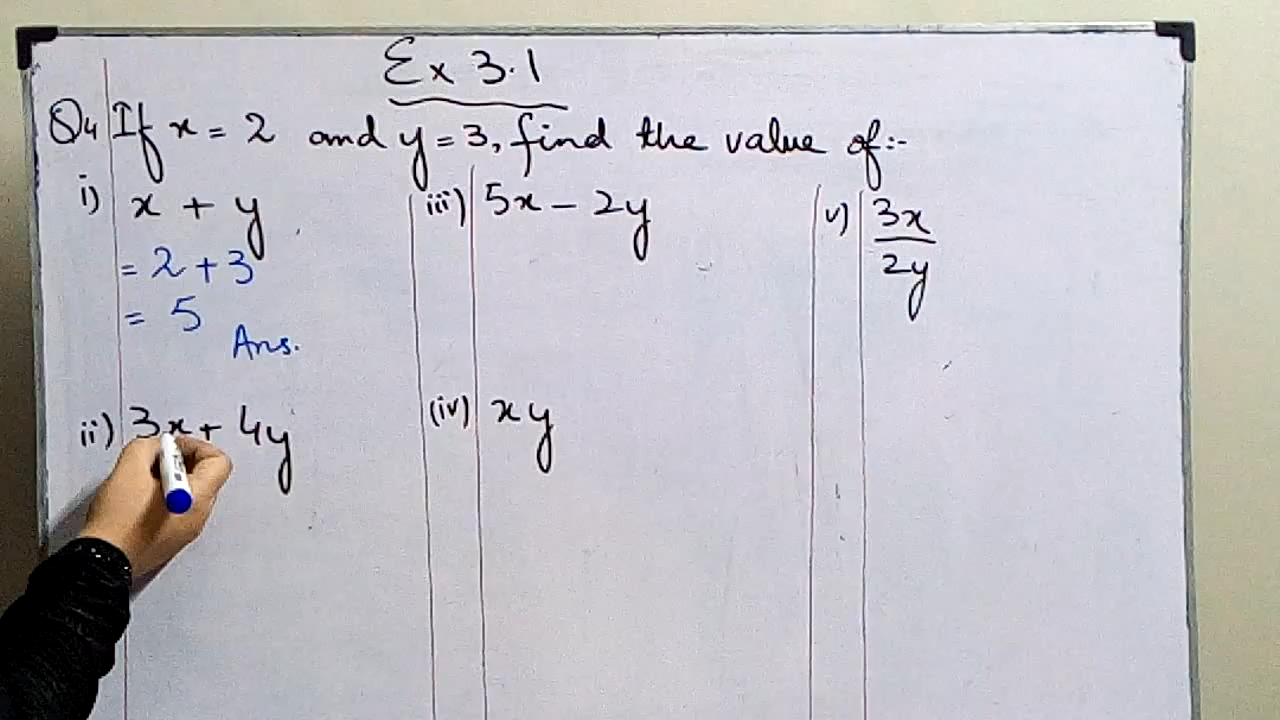 Ex 3.1
Q4 If x = 2 and y = 3, find the value of:-
i) x + y
= 2 + 3
= 5
Ans.
ii) 3x + 4y
iii) 5x - 2y
(iv) xy
v) 3x
2y